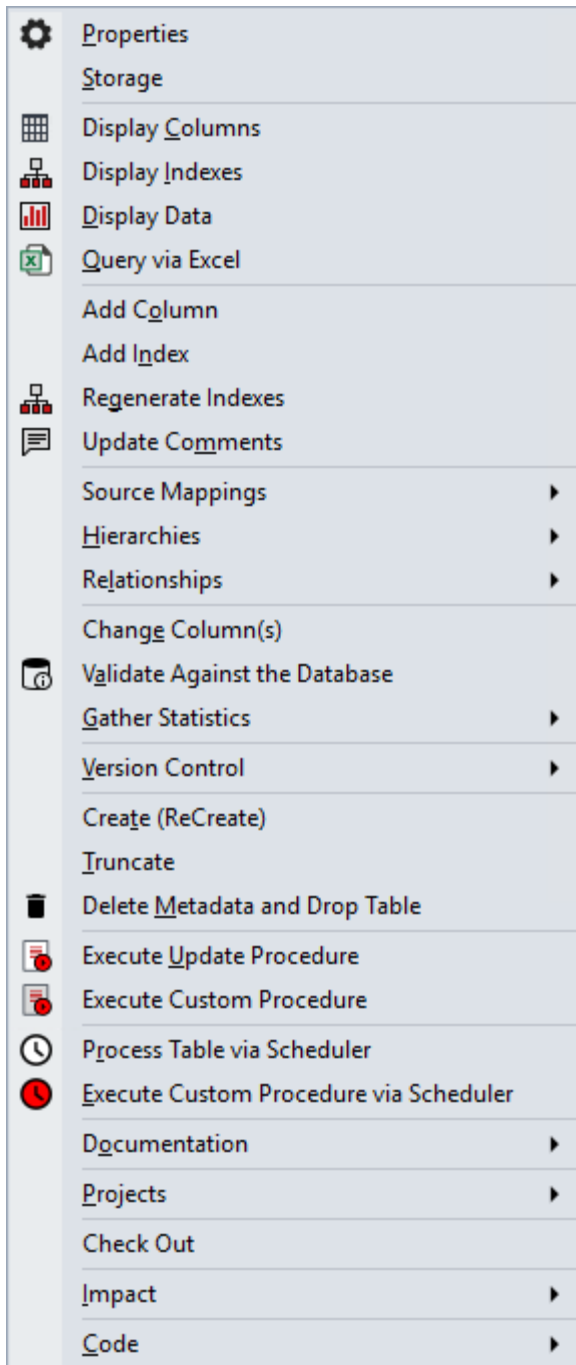 Properties
Storage
Display Columns
Display Indexes
Display Data
Query via Excel
Add Column
Add Index
Regenerate Indexes
Update Comments
Source Mappings
Hierarchies
Relationships
Change Column(s)
Validate Against the Database
Gather Statistics
Version Control
Create (ReCreate)
Truncate
Delete Metadata and Drop Table
Execute Update Procedure
Execute Custom Procedure
Process Table via Scheduler
Execute Custom Procedure via Scheduler
Documentation
Projects
Check Out
Impact
Code